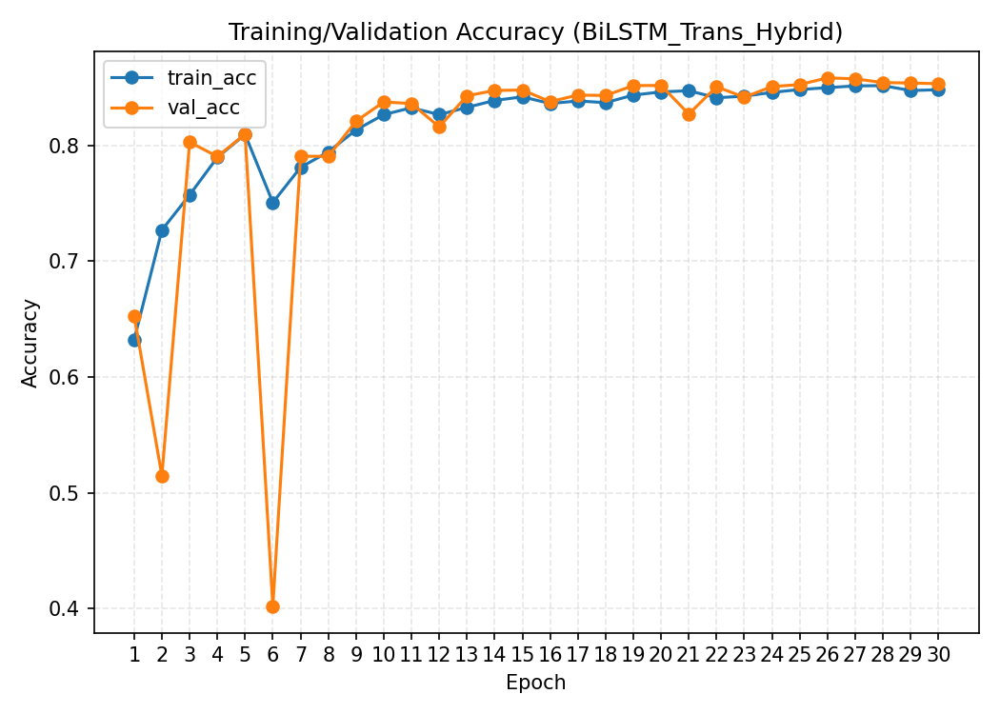 Training/Validation Accuracy (BiLSTM_Trans_Hybrid)
train_acc
val_acc
Accuracy
0.8
0.7
0.6
0.5
0.4
1 2 3 4 5 6 7 8 9 10 11 12 13 14 15 16 17 18 19 20 21 22 23 24 25 26 27 28 29 30
Epoch